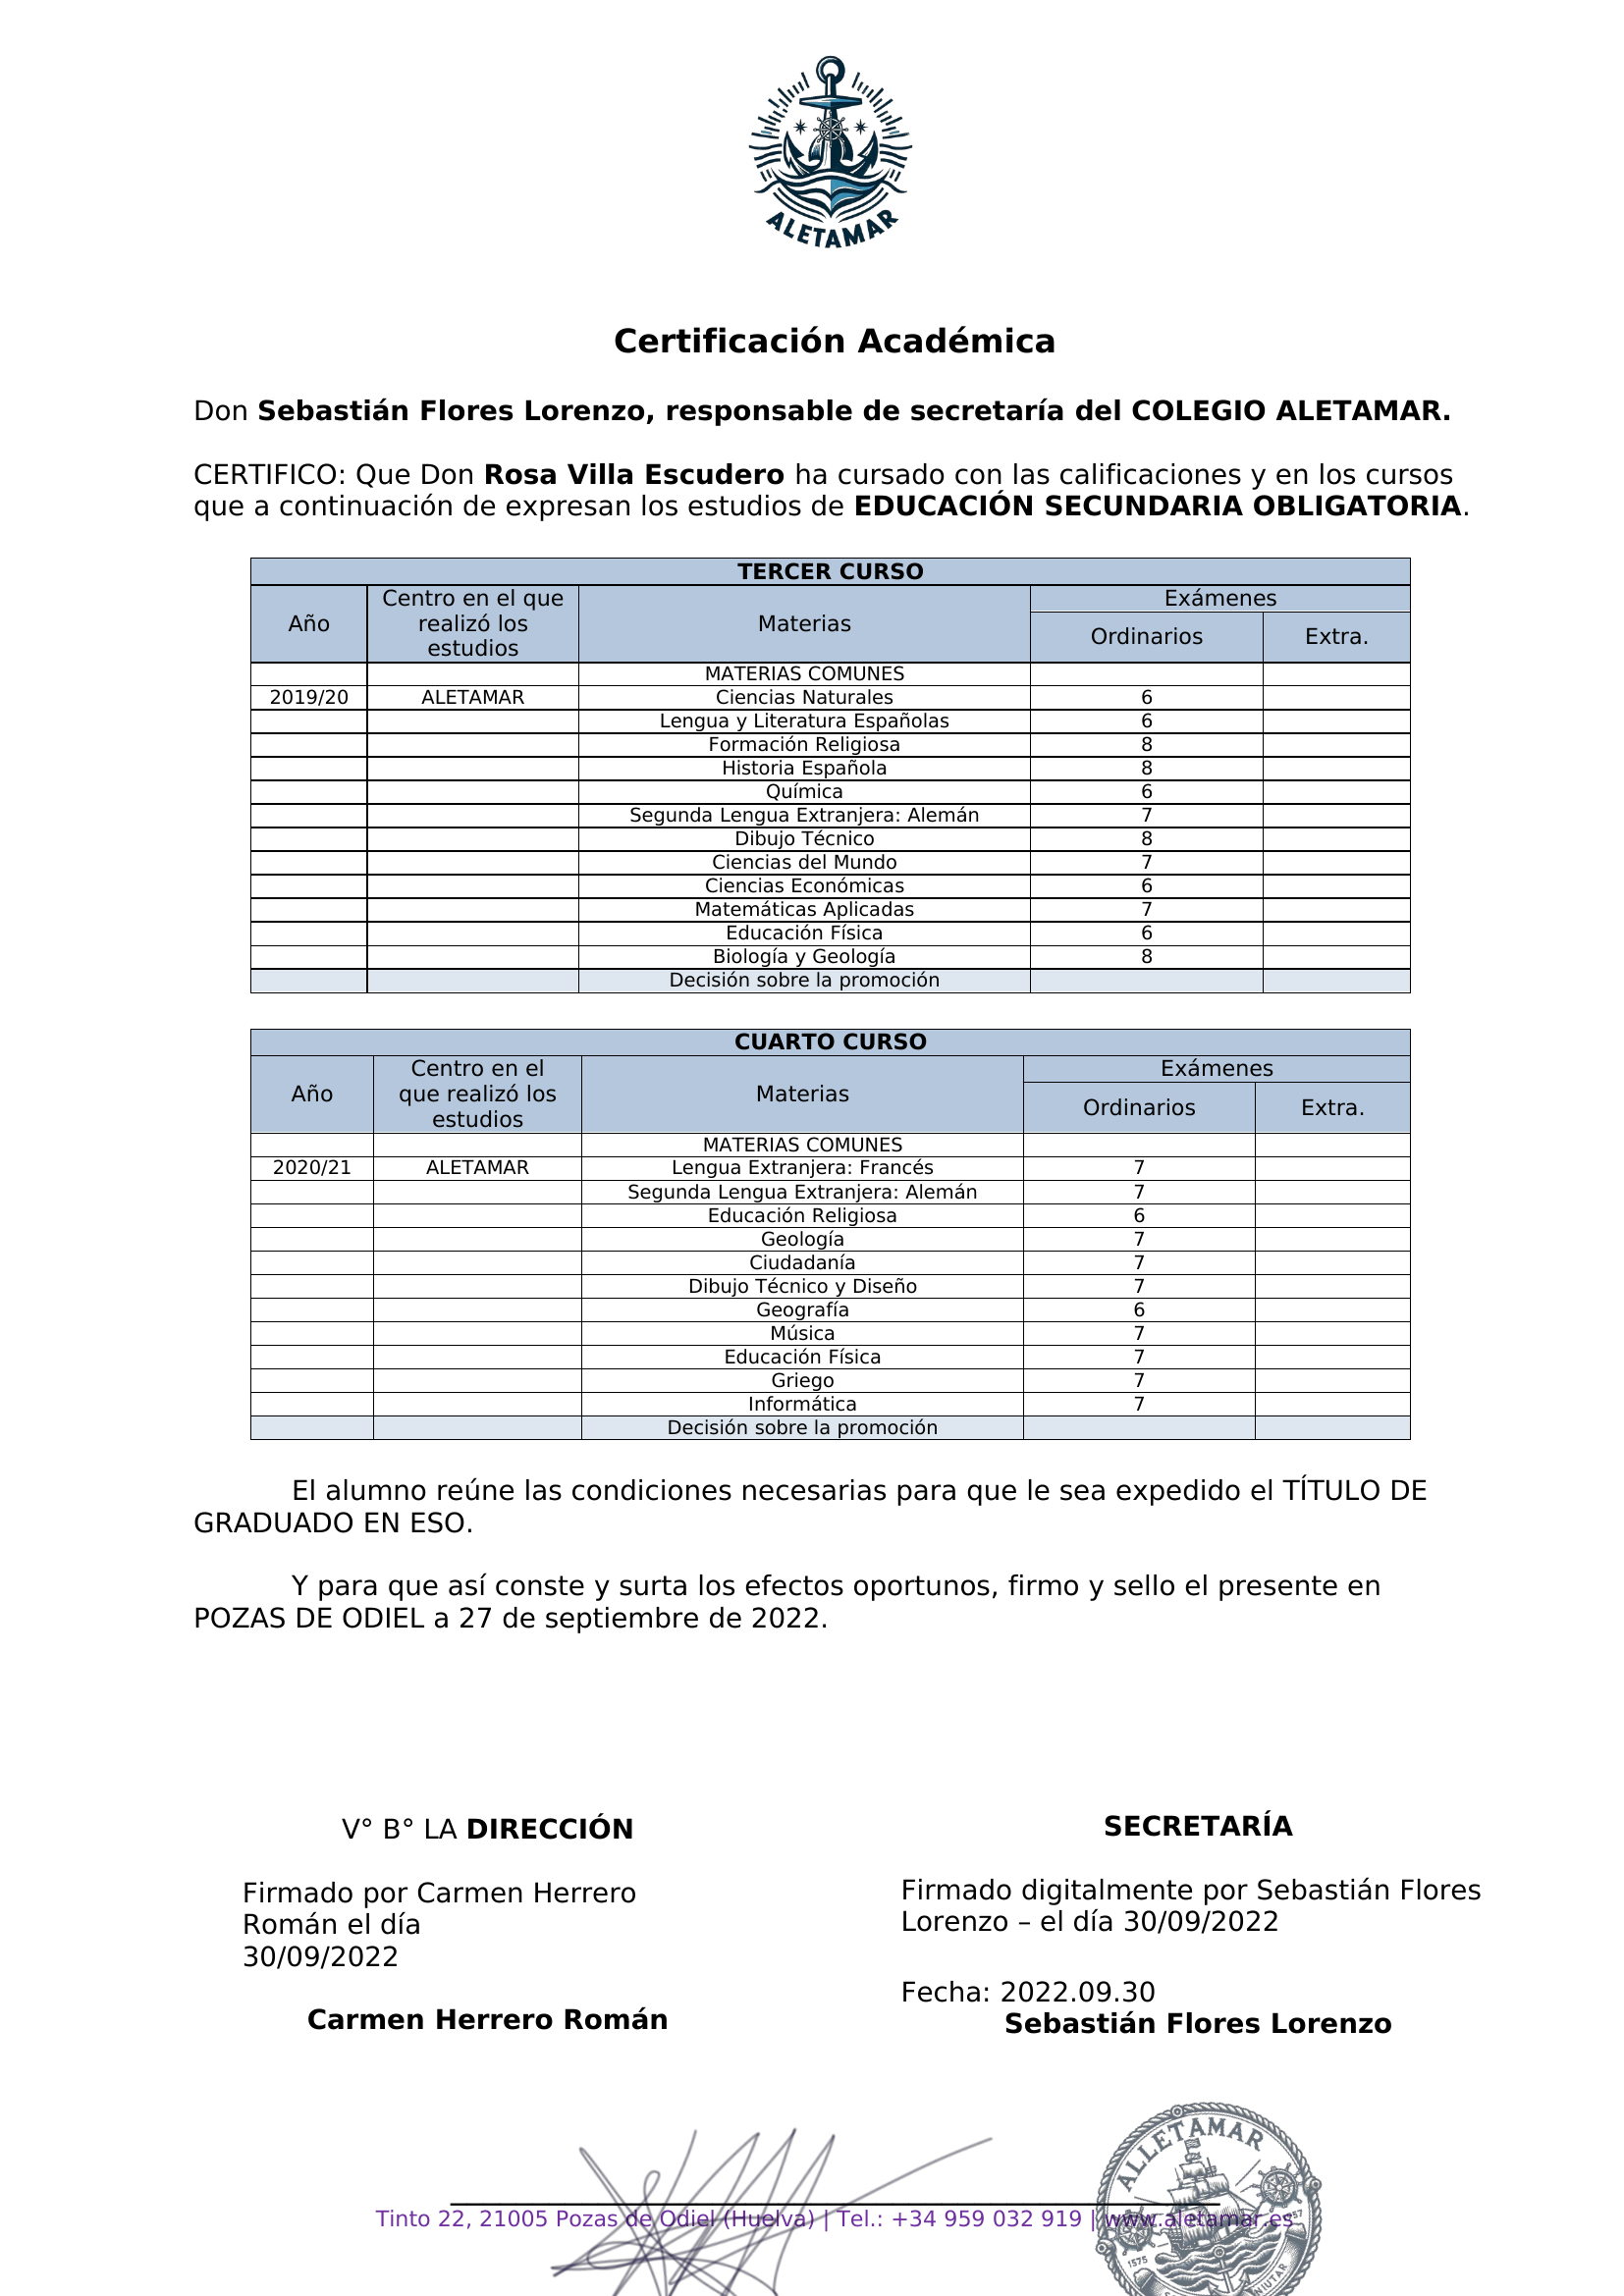 ALETAMAR
Certificación Académica
Don Sebastián Flores Lorenzo, responsable de secretaría del COLEGIO ALETAMAR.
CERTIFICO: Que Don Rosa Villa Escudero ha cursado con las calificaciones y en los cursos
que a continuación de expresan los estudios de EDUCACIÓN SECUNDARIA OBLIGATORIA.
TERCER CURSO
Año Centro en el que realizó los estudios Materias Exámenes
Ordinarios Extra.
MATERIAS COMUNES
2019/20 ALETAMAR Ciencias Naturales 6
Lengua y Literatura Españolas 6
Formación Religiosa 8
Historia Española 8
Química 6
Segunda Lengua Extranjera: Alemán 7
Dibujo Técnico 8
Ciencias del Mundo 7
Ciencias Económicas 6
Matemáticas Aplicadas 7
Educación Física 6
Biología y Geología 8
Decisión sobre la promoción
CUARTO CURSO
Año Centro en el que realizó los estudios Materias Exámenes
Ordinarios Extra.
MATERIAS COMUNES
2020/21 ALETAMAR Lengua Extranjera: Francés 7
Segunda Lengua Extranjera: Alemán 7
Educación Religiosa 6
Geología 7
Ciudadanía 7
Dibujo Técnico y Diseño 7
Geografía 6
Música 7
Educación Física 7
Griego 7
Informática 7
Decisión sobre la promoción
El alumno reúne las condiciones necesarias para que le sea expedido el TÍTULO DE
GRADUADO EN ESO.
Y para que así conste y surta los efectos oportunos, firmo y sello el presente en
POZAS DE ODIEL a 27 de septiembre de 2022.
V° B° LA DIRECCIÓN
Firmado por Carmen Herrero
Román el día
30/09/2022
Carmen Herrero Román
SECRETARÍA
Firmado digitalmente por Sebastián Flores
Lorenzo – el día 30/09/2022
Fecha: 2022.09.30
Sebastián Flores Lorenzo
ALLETAMAR
1575
Tinto 22, 21005 Pozas de Odiel (Huelva) | Tel.: +34 959 032 919 | www.aletamar.es